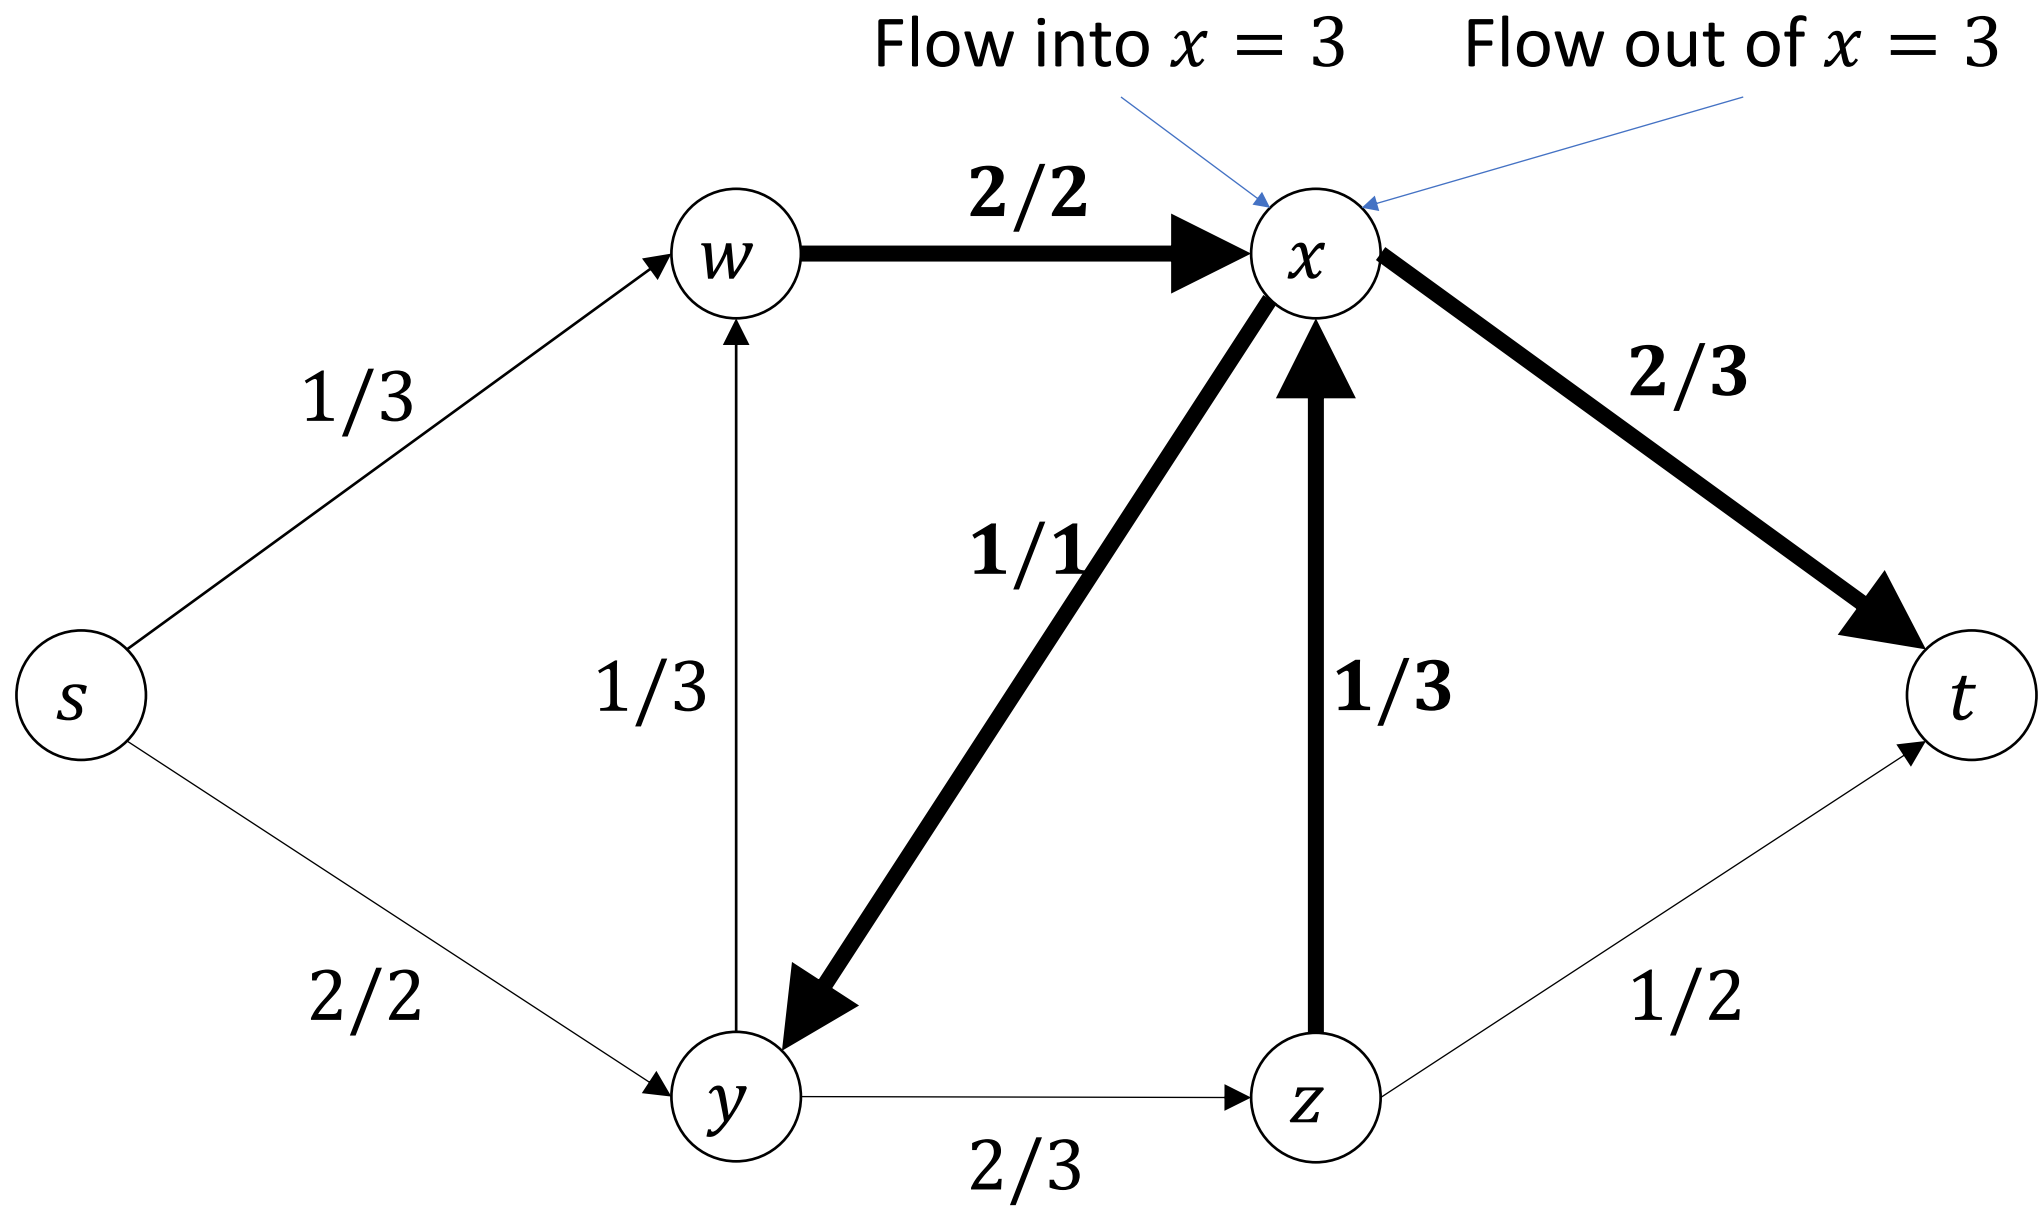 Flow into x = 3
Flow out of x = 3
2/2
w
x
2/3
1/3
1/1
s
1/3
1/3
t
2/2
1/2
y
z
2/3